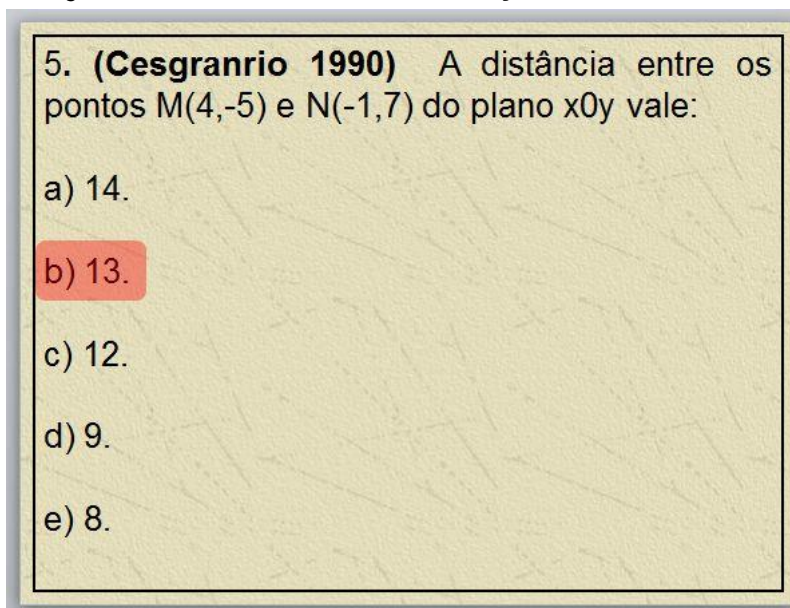 5. (Cesgranrio 1990) A distância entre os
pontos M(4,-5) e N(-1,7) do plano x0y vale:
a) 14.
b) 13.
c) 12.
d) 9.
e) 8.